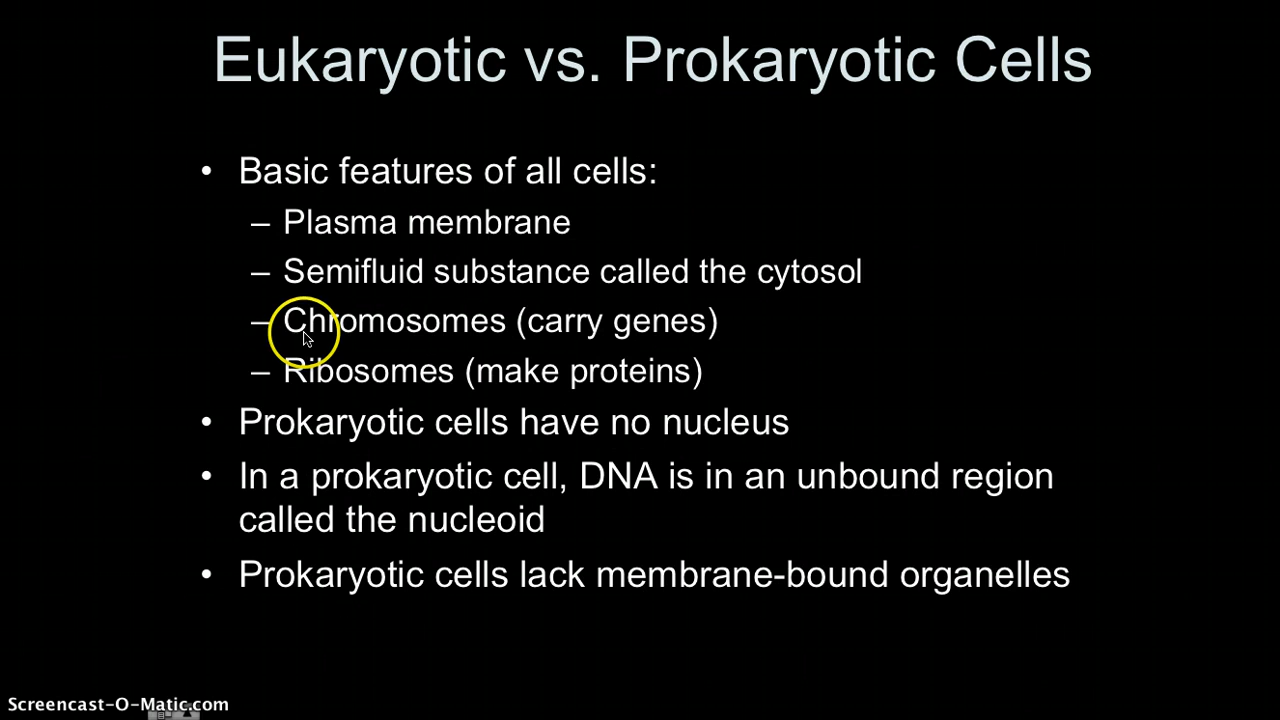 Eukaryotic vs. Prokaryotic Cells
• Basic features of all cells:
– Plasma membrane
– Semifluid substance called the cytosol
– Chromosomes (carry genes)
– Ribosomes (make proteins)
• Prokaryotic cells have no nucleus
• In a prokaryotic cell, DNA is in an unbound region
called the nucleoid
• Prokaryotic cells lack membrane-bound organelles
Screencast-O-Matic.com